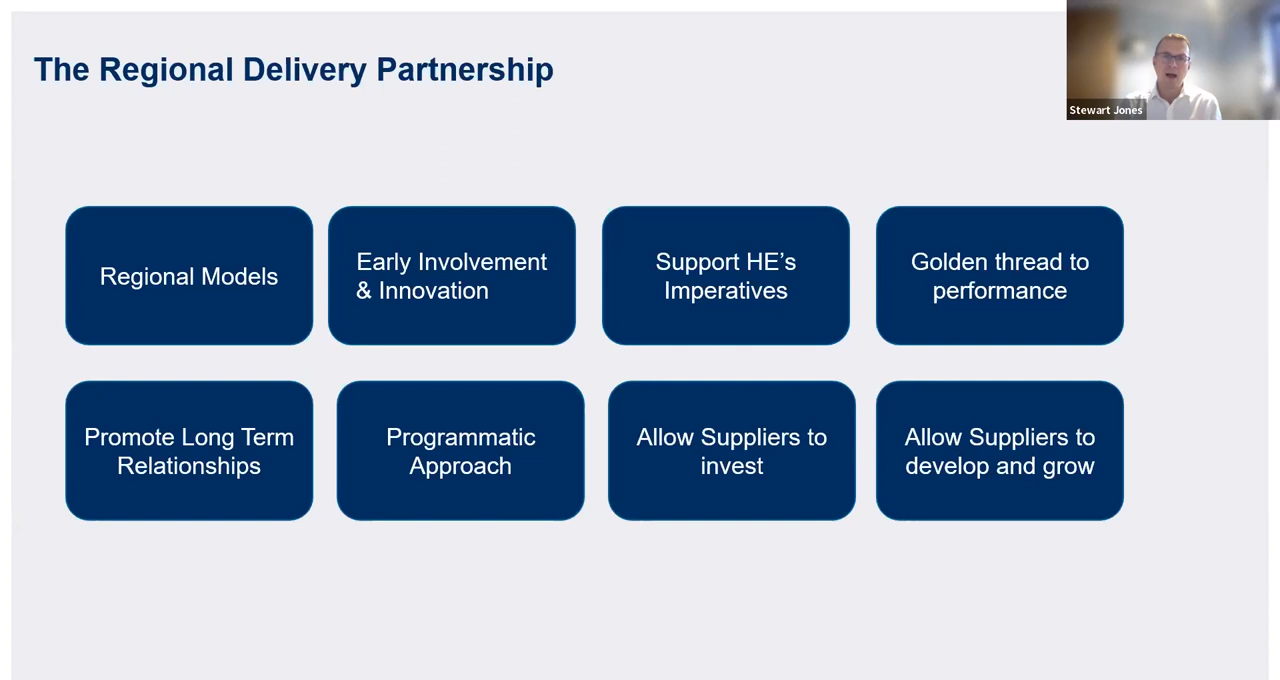 The Regional Delivery Partnership
Stewart Jones
Regional Models
Early Involvement
& Innovation
Support HE’s
Imperatives
Golden thread to
performance
Promote Long Term
Relationships
Programmatic
Approach
Allow Suppliers to
invest
Allow Suppliers to
develop and grow